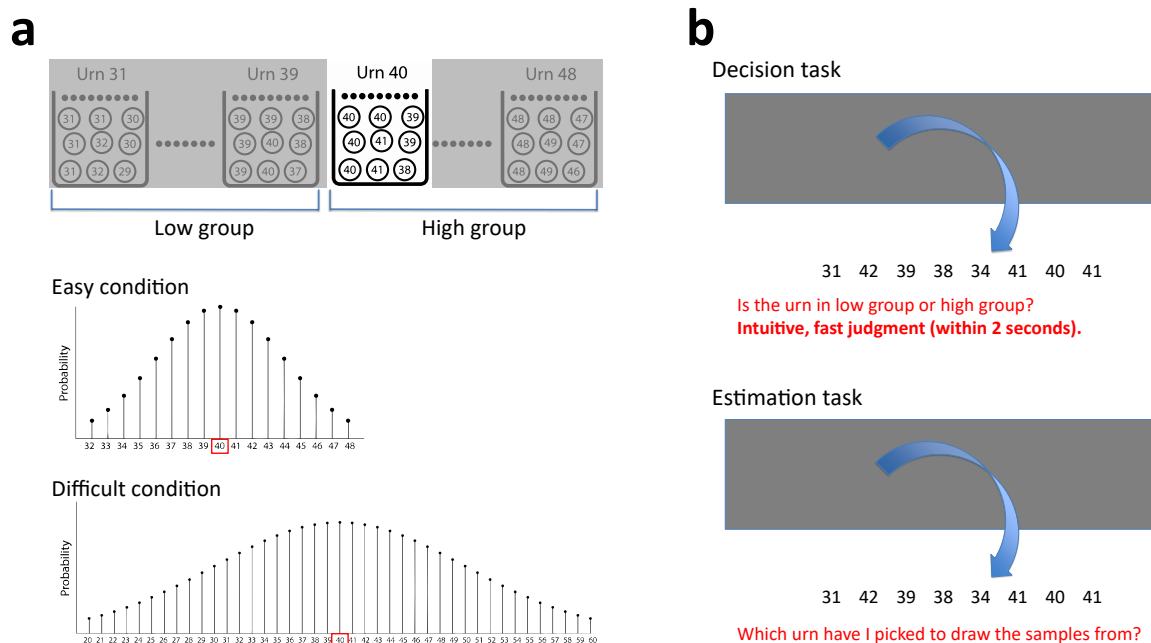 a
Urn 31 Urn 39 Urn 40 Urn 48
31 31 30 39 39 38 40 40 39 48 48 47
31 32 30 39 40 38 40 41 39 48 49 47
31 32 29 39 40 37 40 41 38 48 49 46
Low group High group
Easy condition
Probability
32 33 34 35 36 37 38 39 40 41 42 43 44 45 46 47 48
Difficult condition
Probability
20 21 22 23 24 25 26 27 28 29 30 31 32 33 34 35 36 37 38 39 40 41 42 43 44 45 46 47 48 49 50 51 52 53 54 55 56 57 58 59 60
b
Decision task
31 42 39 38 34 41 40 41
Is the urn in low group or high group?
Intuitive, fast judgment (within 2 seconds).
Estimation task
31 42 39 38 34 41 40 41
Which urn have I picked to draw the samples from?